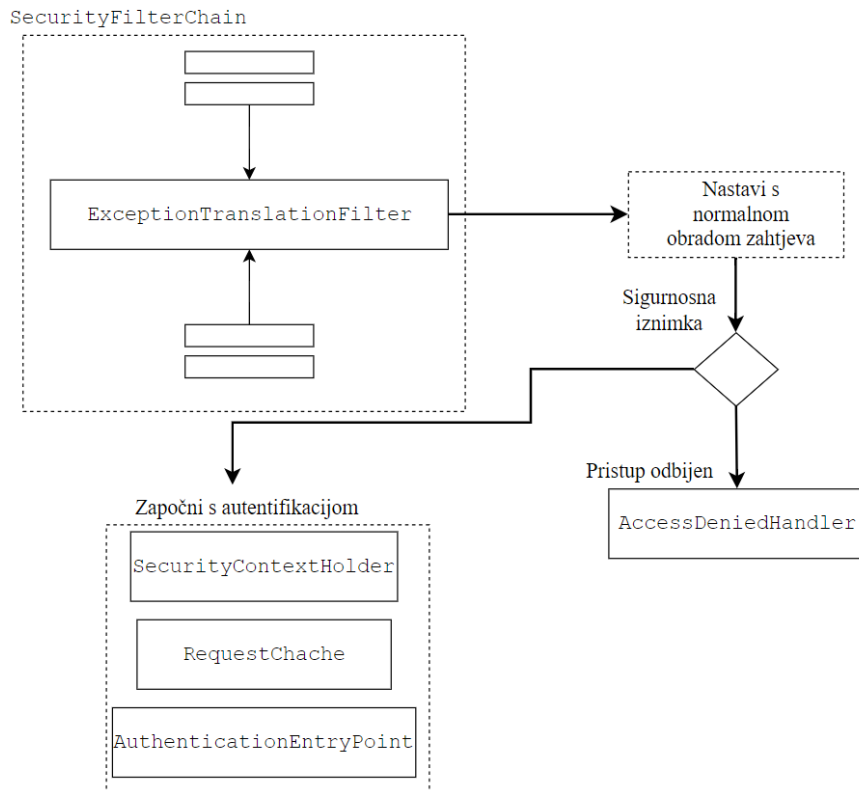 SecurityFilterChain
ExceptionTranslationFilter
Nastavi s
normalnom
obradom zahtjeva
Sigurnosna
iznimka
Pristup odbijen
AccessDeniedHandler
Započni s autentifikacijom
SecurityContextHolder
RequestChache
AuthenticationEntryPoint